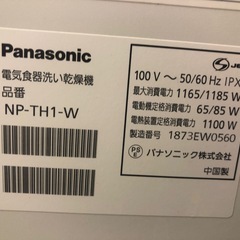 Panasonic
電気食器洗い乾燥機
品番
NP-TH1-W
100 V ~ 50/60 Hz IPX
最大消費電力 1165/1185 W
電動機定格消費電力 65/85 W
電熱装置定格消費電力 1100 W
製造番号 1873EW0560
PS E パナソニック株式会社
中国製